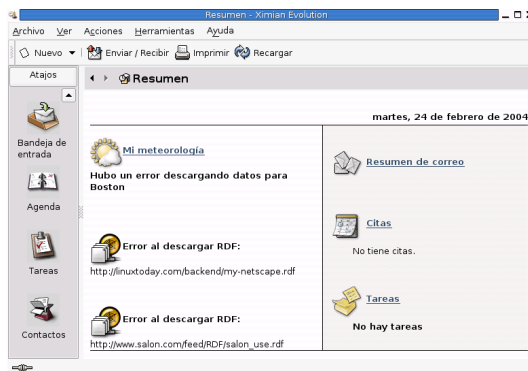 Resumen - Ximian Evolution
Archivo Ver Acciones Herramientas Ayuda
Nuevo Enviar / Recibir Imprimir Recargar
Atajos
Resumen
Bandeja de
entrada
Agenda
Tareas
Contactos
martes, 24 de febrero de 2004
Mi meteorología
Hubo un error descargando datos para
Boston
Error al descargar RDF:
http://linuxtoday.com/backend/my-netscape.rdf
Error al descargar RDF:
http://www.salon.com/feed/RDF/salon_use.rdf
Resumen de correo
Citas
No tiene citas.
Tareas
No hay tareas